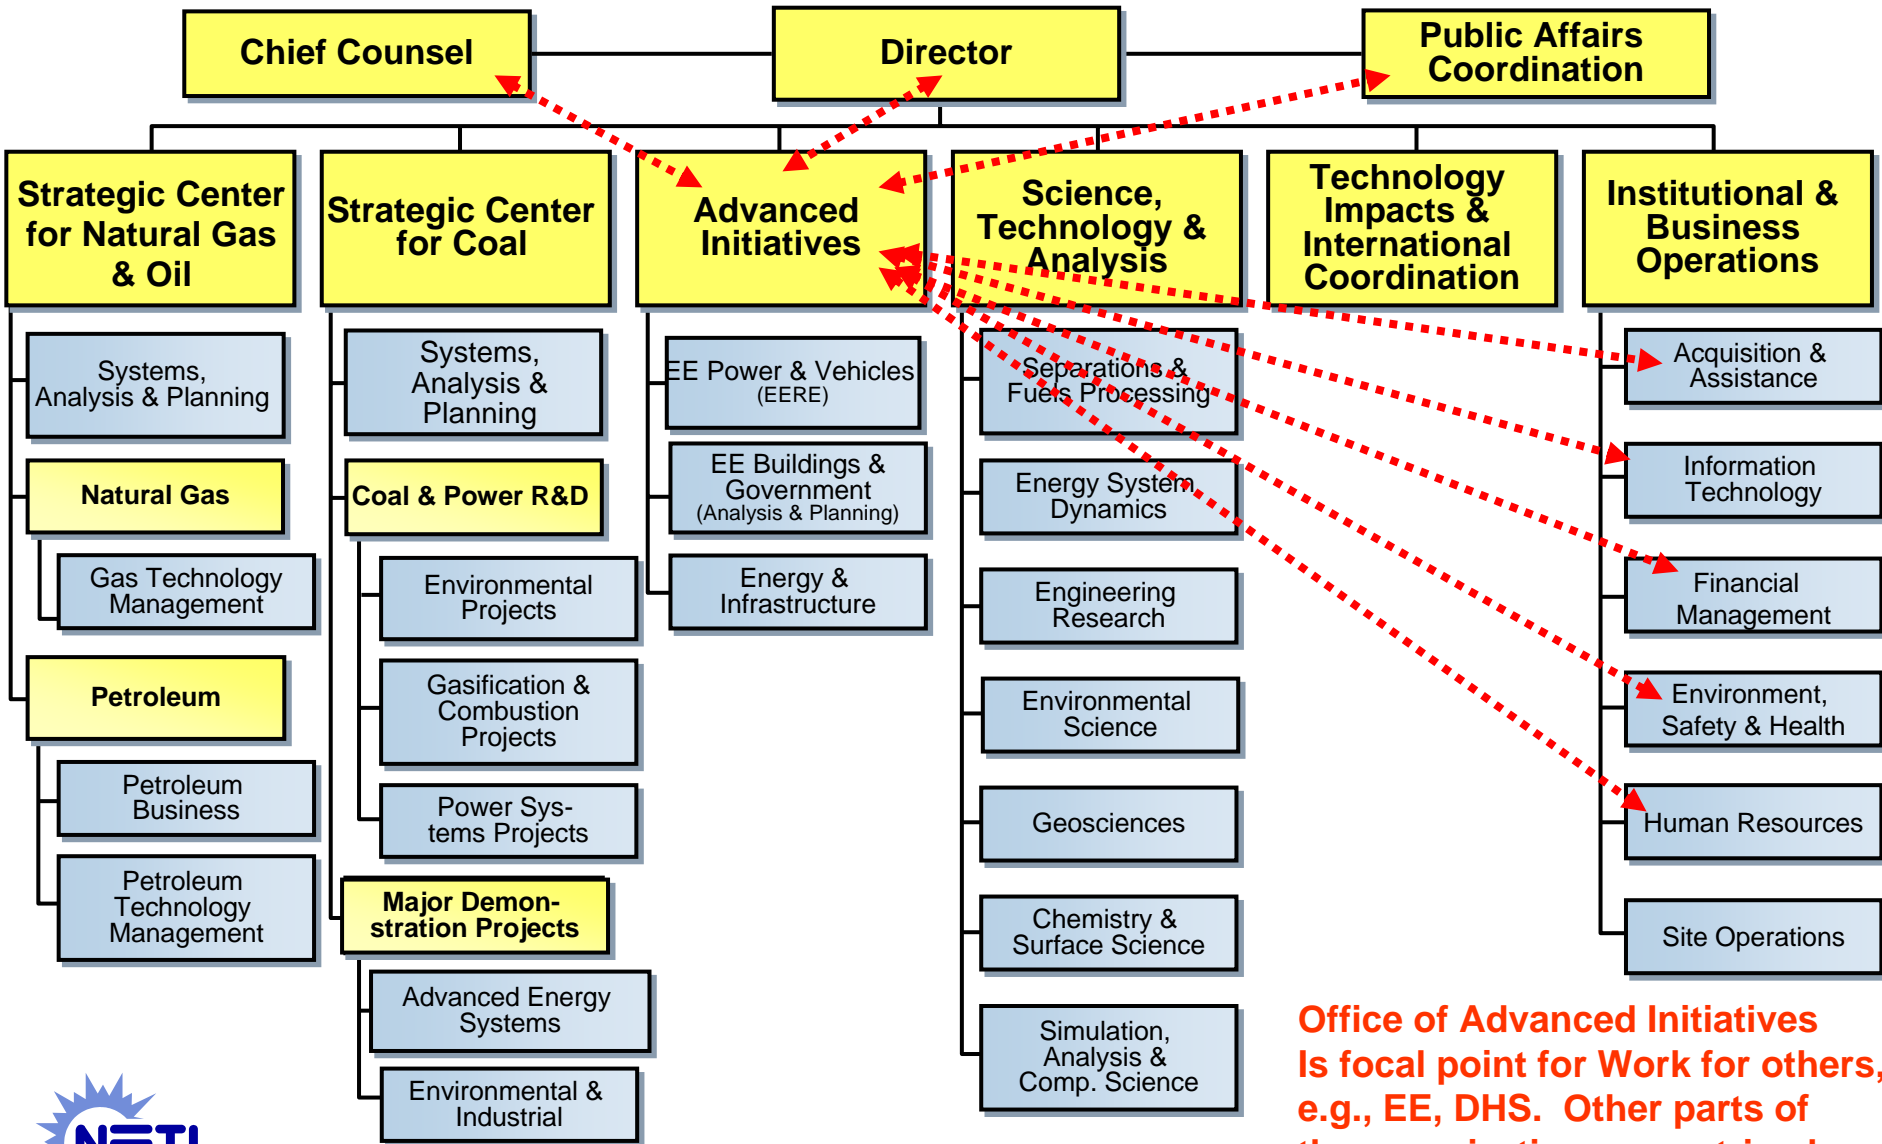 Chief Counsel
Director
Public Affairs
Coordination
Strategic Center
for Natural Gas
& Oil
Strategic Center
for Coal
Advanced
Initiatives
Science,
Technology &
Analysis
Technology
Impacts &
International
Coordination
Institutional &
Business
Operations
Systems,
Analysis & Planning
Natural Gas
Gas Technology
Management
Petroleum
Petroleum
Business
Petroleum
Technology
Management
Systems,
Analysis &
Planning
Coal & Power R&D
Environmental
Projects
Gasification &
Combustion
Projects
Power Sys-
tems Projects
Major Demon-
stration Projects
Advanced Energy
Systems
Environmental &
Industrial
EE Power & Vehicles
(EERE)
EE Buildings &
Government
(Analysis & Planning)
Energy &
Infrastructure
Separations &
Fuels Processing
Energy System
Dynamics
Engineering
Research
Environmental
Science
Geosciences
Chemistry &
Surface Science
Simulation,
Analysis &
Comp. Science
Acquisition &
Assistance
Information
Technology
Financial
Management
Environment,
Safety & Health
Human Resources
Site Operations
Office of Advanced Initiatives
Is focal point for Work for others,
e.g., EE, DHS. Other parts of
NETL